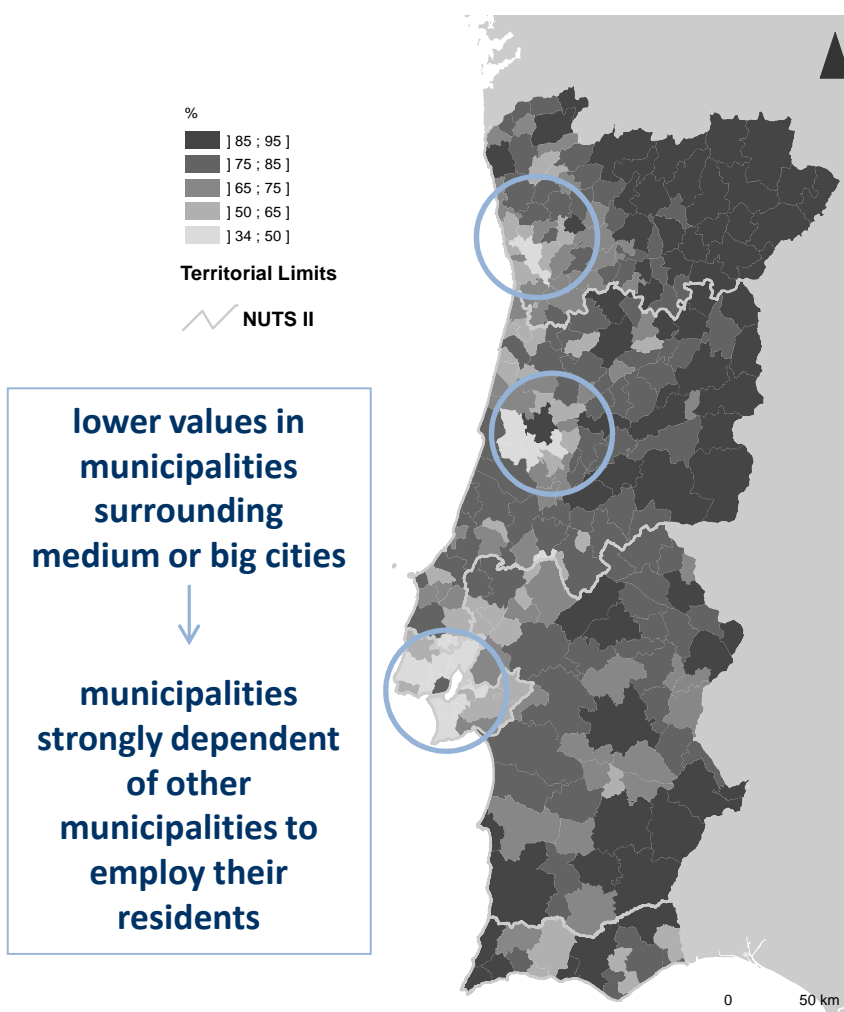 %
] 85 ; 95 ]
] 75 ; 85 ]
] 65 ; 75 ]
] 50 ; 65 ]
] 34 ; 50 ]
Territorial Limits
NUTS II
lower values in
municipalities
surrounding
medium or big cities
municipalities
strongly dependent
of other
municipalities to
employ their
residents
0 50 km